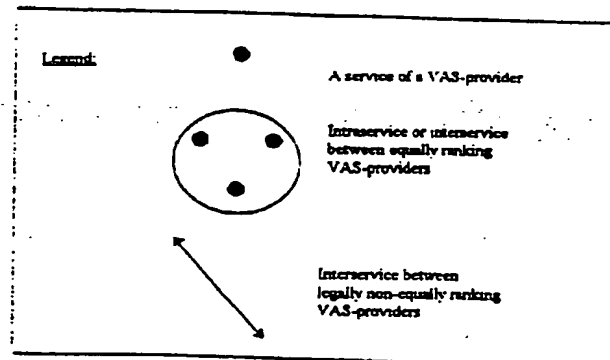 Legend:
A service of a VAS-provider
Intraservice or interservice
between equally ranking
VAS-providers
Interservice between
legally non-equally ranking
VAS-providers